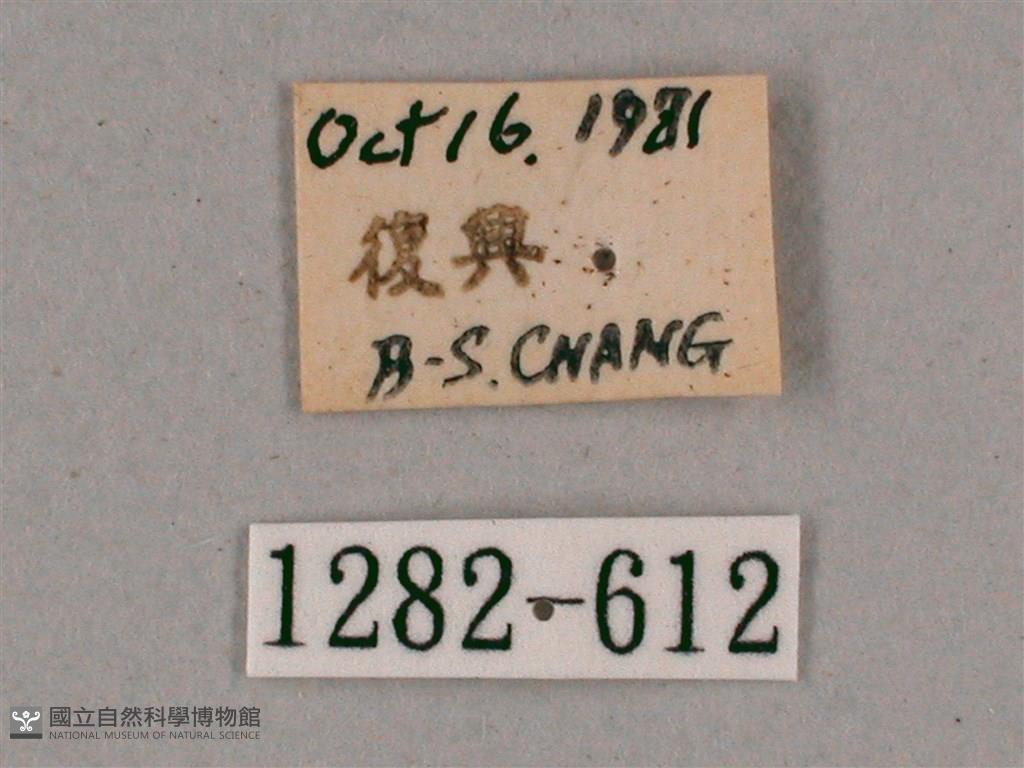 Oct 16. 1981
復興
B-S. CHANG
1282-612
國立自然科學博物館
NATIONAL MUSEUM OF NATURAL SCIENCE